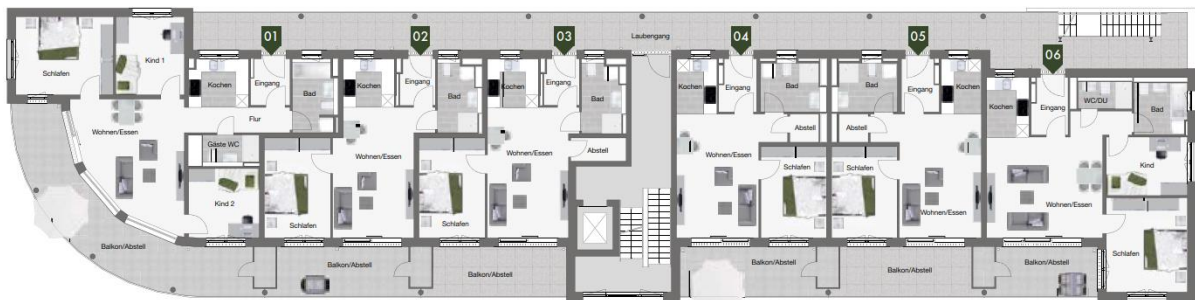 01
02
03
Laubengang
04
05
06
Schlafen
Kind 1
Kochen
Eingang
Bad
Wohnen/Essen
Flur
Gäste WC
Kind 2
Balkon/Abstell
Kochen
Eingang
Bad
Wohnen/Essen
Schlafen
Balkon/Abstell
Kochen
Eingang
Bad
Abstell
Wohnen/Essen
Schlafen
Balkon/Abstell
Kochen
Eingang
Bad
Abstell
Wohnen/Essen
Schlafen
Balkon/Abstell
Bad
Eingang
Kochen
Abstell
Schlafen
Wohnen/Essen
Balkon/Abstell
Kochen
Eingang
WC/DU
Bad
Kind
Wohnen/Essen
Schlafen
Balkon/Abstell